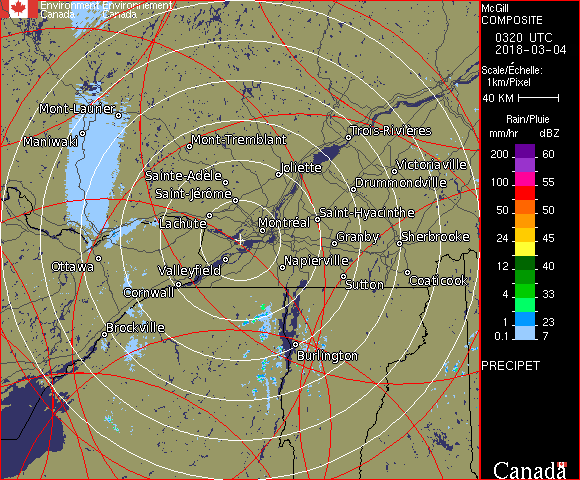 Environment Environnement
Canada Canada
McGill
COMPOSITE
0320 UTC
2018-03-04
Scale/Échelle:
1km/Pixel
40 KM
Rain/Pluie
mm/hr dBZ
200 60
100 55
50 50
24 45
12 40
4 33
1 23
0.1 7
PRECIPET
Canada
Mont-Laurier
Maniwaki
Mont-Tremblant
Trois-Rivières
Joliette
Victoriaville
Sainte-Adèle
Drummondville
Saint-Jérôme
Lachute
Montréal
Saint-Hyacinthe
Granby
Sherbrooke
Ottawa
Valleyfield
Napierville
Cornwall
Sutton
Coaticook
Brockville
Burlington